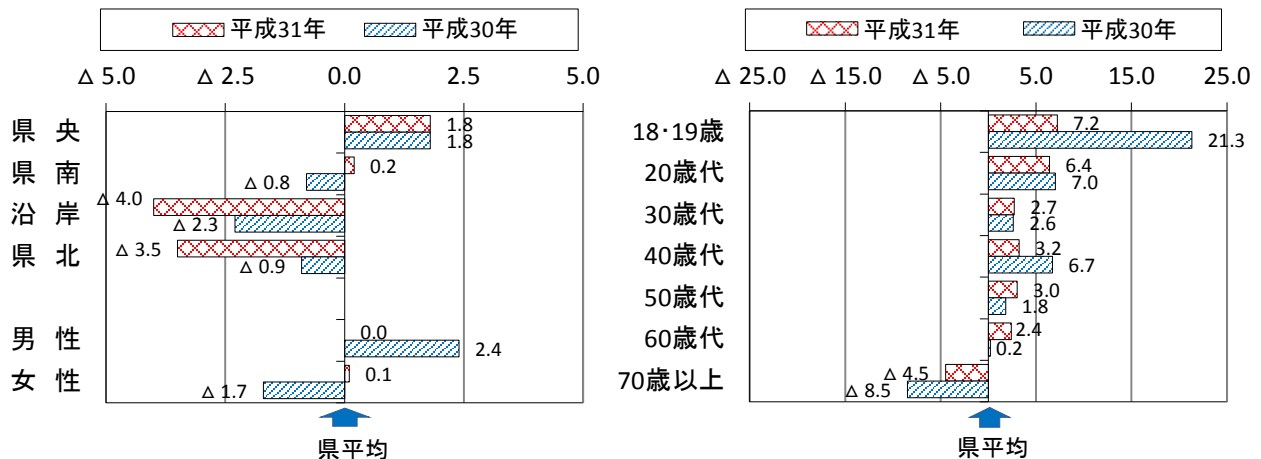 平成31年 平成30年
△ 5.0 △ 2.5 0.0 2.5 5.0
県 央 1.8
1.8
県 南 0.2
△ 0.8
沿 岸 △ 4.0
△ 2.3
県 北 △ 3.5
△ 0.9
男 性 0.0
2.4
女 性 0.1
△ 1.7
県平均
平成31年 平成30年
△ 25.0 △ 15.0 △ 5.0 5.0 15.0 25.0
18･19歳 7.2
21.3
20歳代 6.4
7.0
30歳代 2.7
2.6
40歳代 3.2
6.7
50歳代 3.0
1.8
60歳代 2.4
0.2
70歳以上 △ 4.5
△ 8.5
県平均